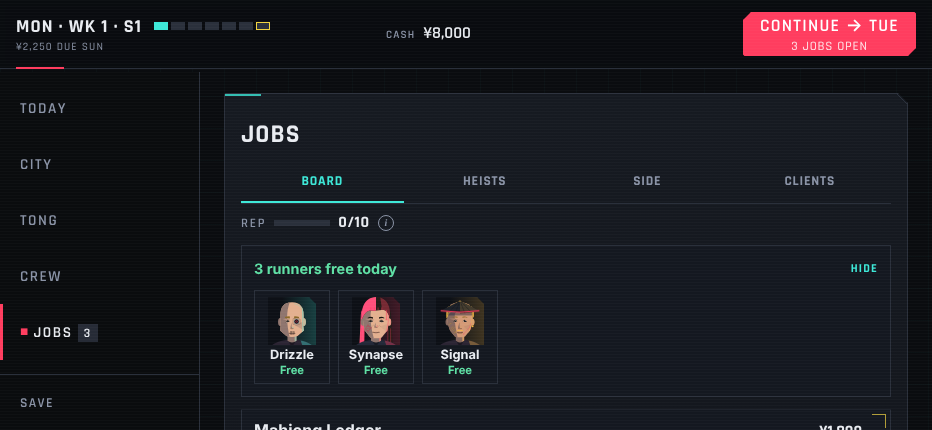 MON · WK 1 · S1
¥2,250 DUE SUN
CASH ¥8,000
CONTINUE → TUE
3 JOBS OPEN
TODAY
CITY
TONG
CREW
JOBS 3
SAVE
JOBS
BOARD HEISTS SIDE CLIENTS
REP 0/10 i
3 runners free today HIDE
Drizzle Synapse Signal
Free Free Free
Mahjong Ledger